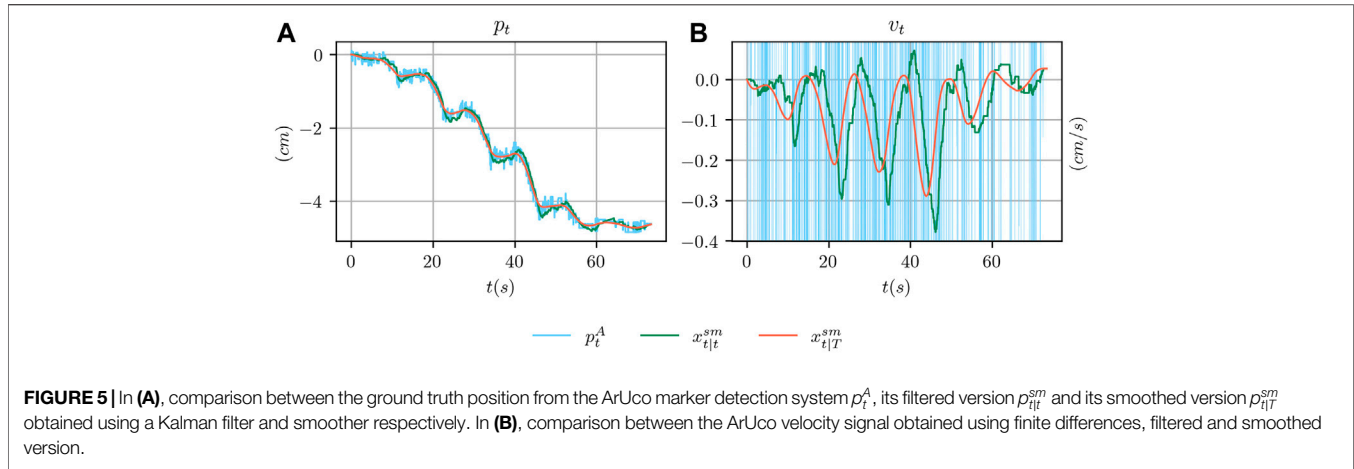 A
p_t
0
−2
−4
(cm)
0
20
40
60
t(s)
B
v_t
0.0
−0.1
−0.2
−0.3
−0.4
(cm/s)
0
20
40
60
t(s)
p_t^A x_{t|t}^{sm} x_{t|T}^{sm}
FIGURE 5 | In (A), comparison between the ground truth position from the ArUco marker detection system p_t^A, its filtered version p_{t|t}^{sm} and its smoothed version p_{t|T}^{sm}
obtained using a Kalman filter and smoother respectively. In (B), comparison between the ArUco velocity signal obtained using finite differences, filtered and smoothed
version.